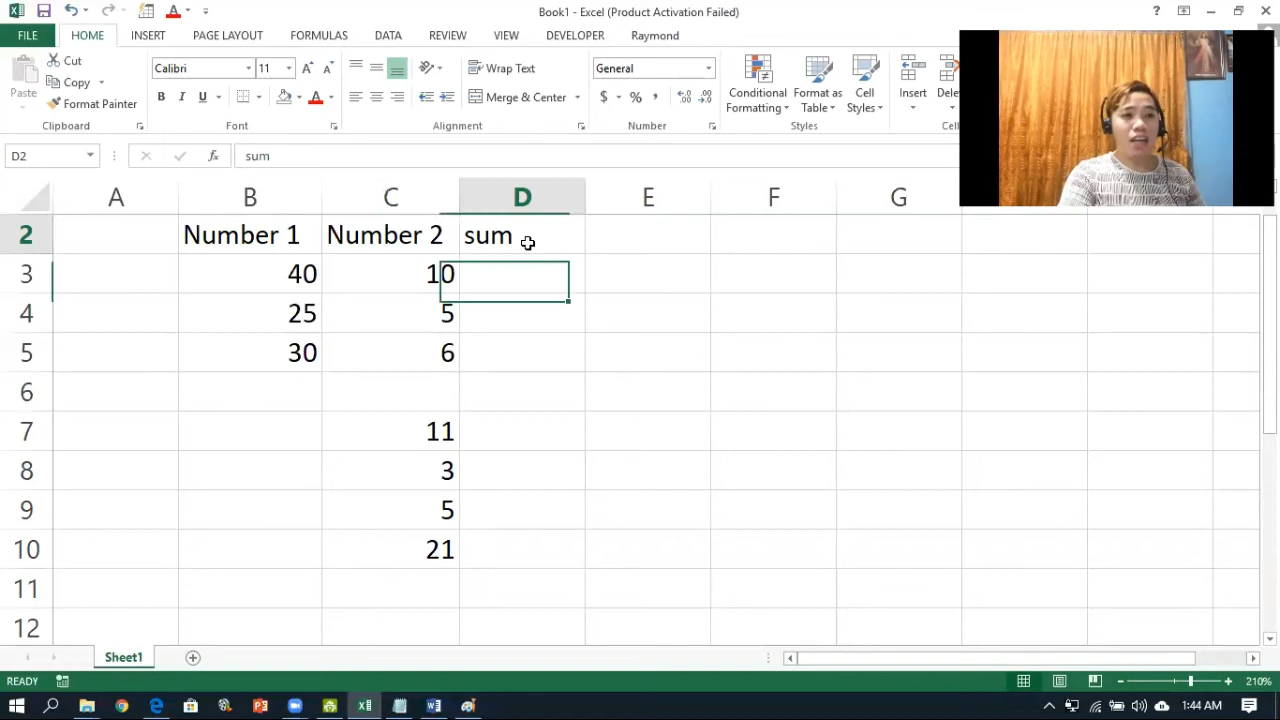 Book1 - Excel (Product Activation Failed)
FILE HOME INSERT PAGE LAYOUT FORMULAS DATA REVIEW VIEW DEVELOPER Raymond
Paste
Cut
Copy
Format Painter
Clipboard
Calibri 11
B I U
Font
Wrap Text
Merge & Center
Alignment
General
$ % ,
Number
Conditional Formatting
Format as Table
Cell Styles
Styles
Insert
Dele
Cel
D2 fx sum
A B C D E F G
2 Number 1 Number 2 sum
3 40 10
4 25 5
5 30 6
6
7 11
8 3
9 5
10 21
11
12
Sheet1
READY 210%
1:44 AM